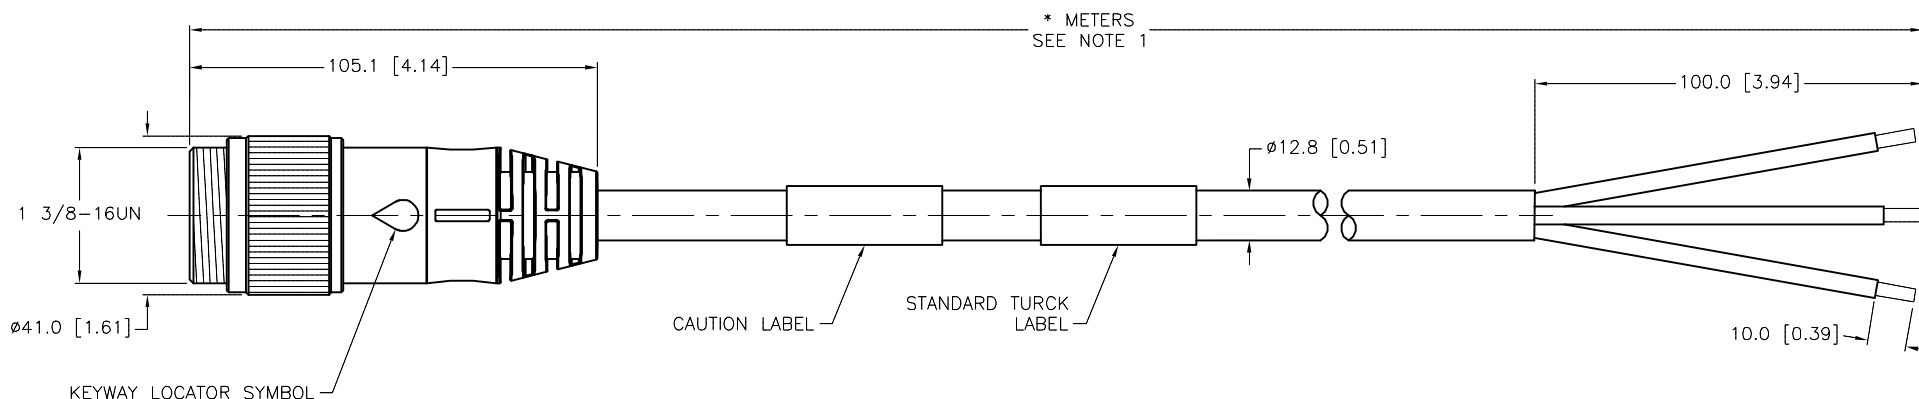 * METERS
SEE NOTE 1
105.1 [4.14]
100.0 [3.94]
ø12.8 [0.51]
1 3/8-16UN
STANDARD TURCK
LABEL
CAUTION LABEL
ø41.0 [1.61]
10.0 [0.39]
KEYWAY LOCATOR SYMBOL